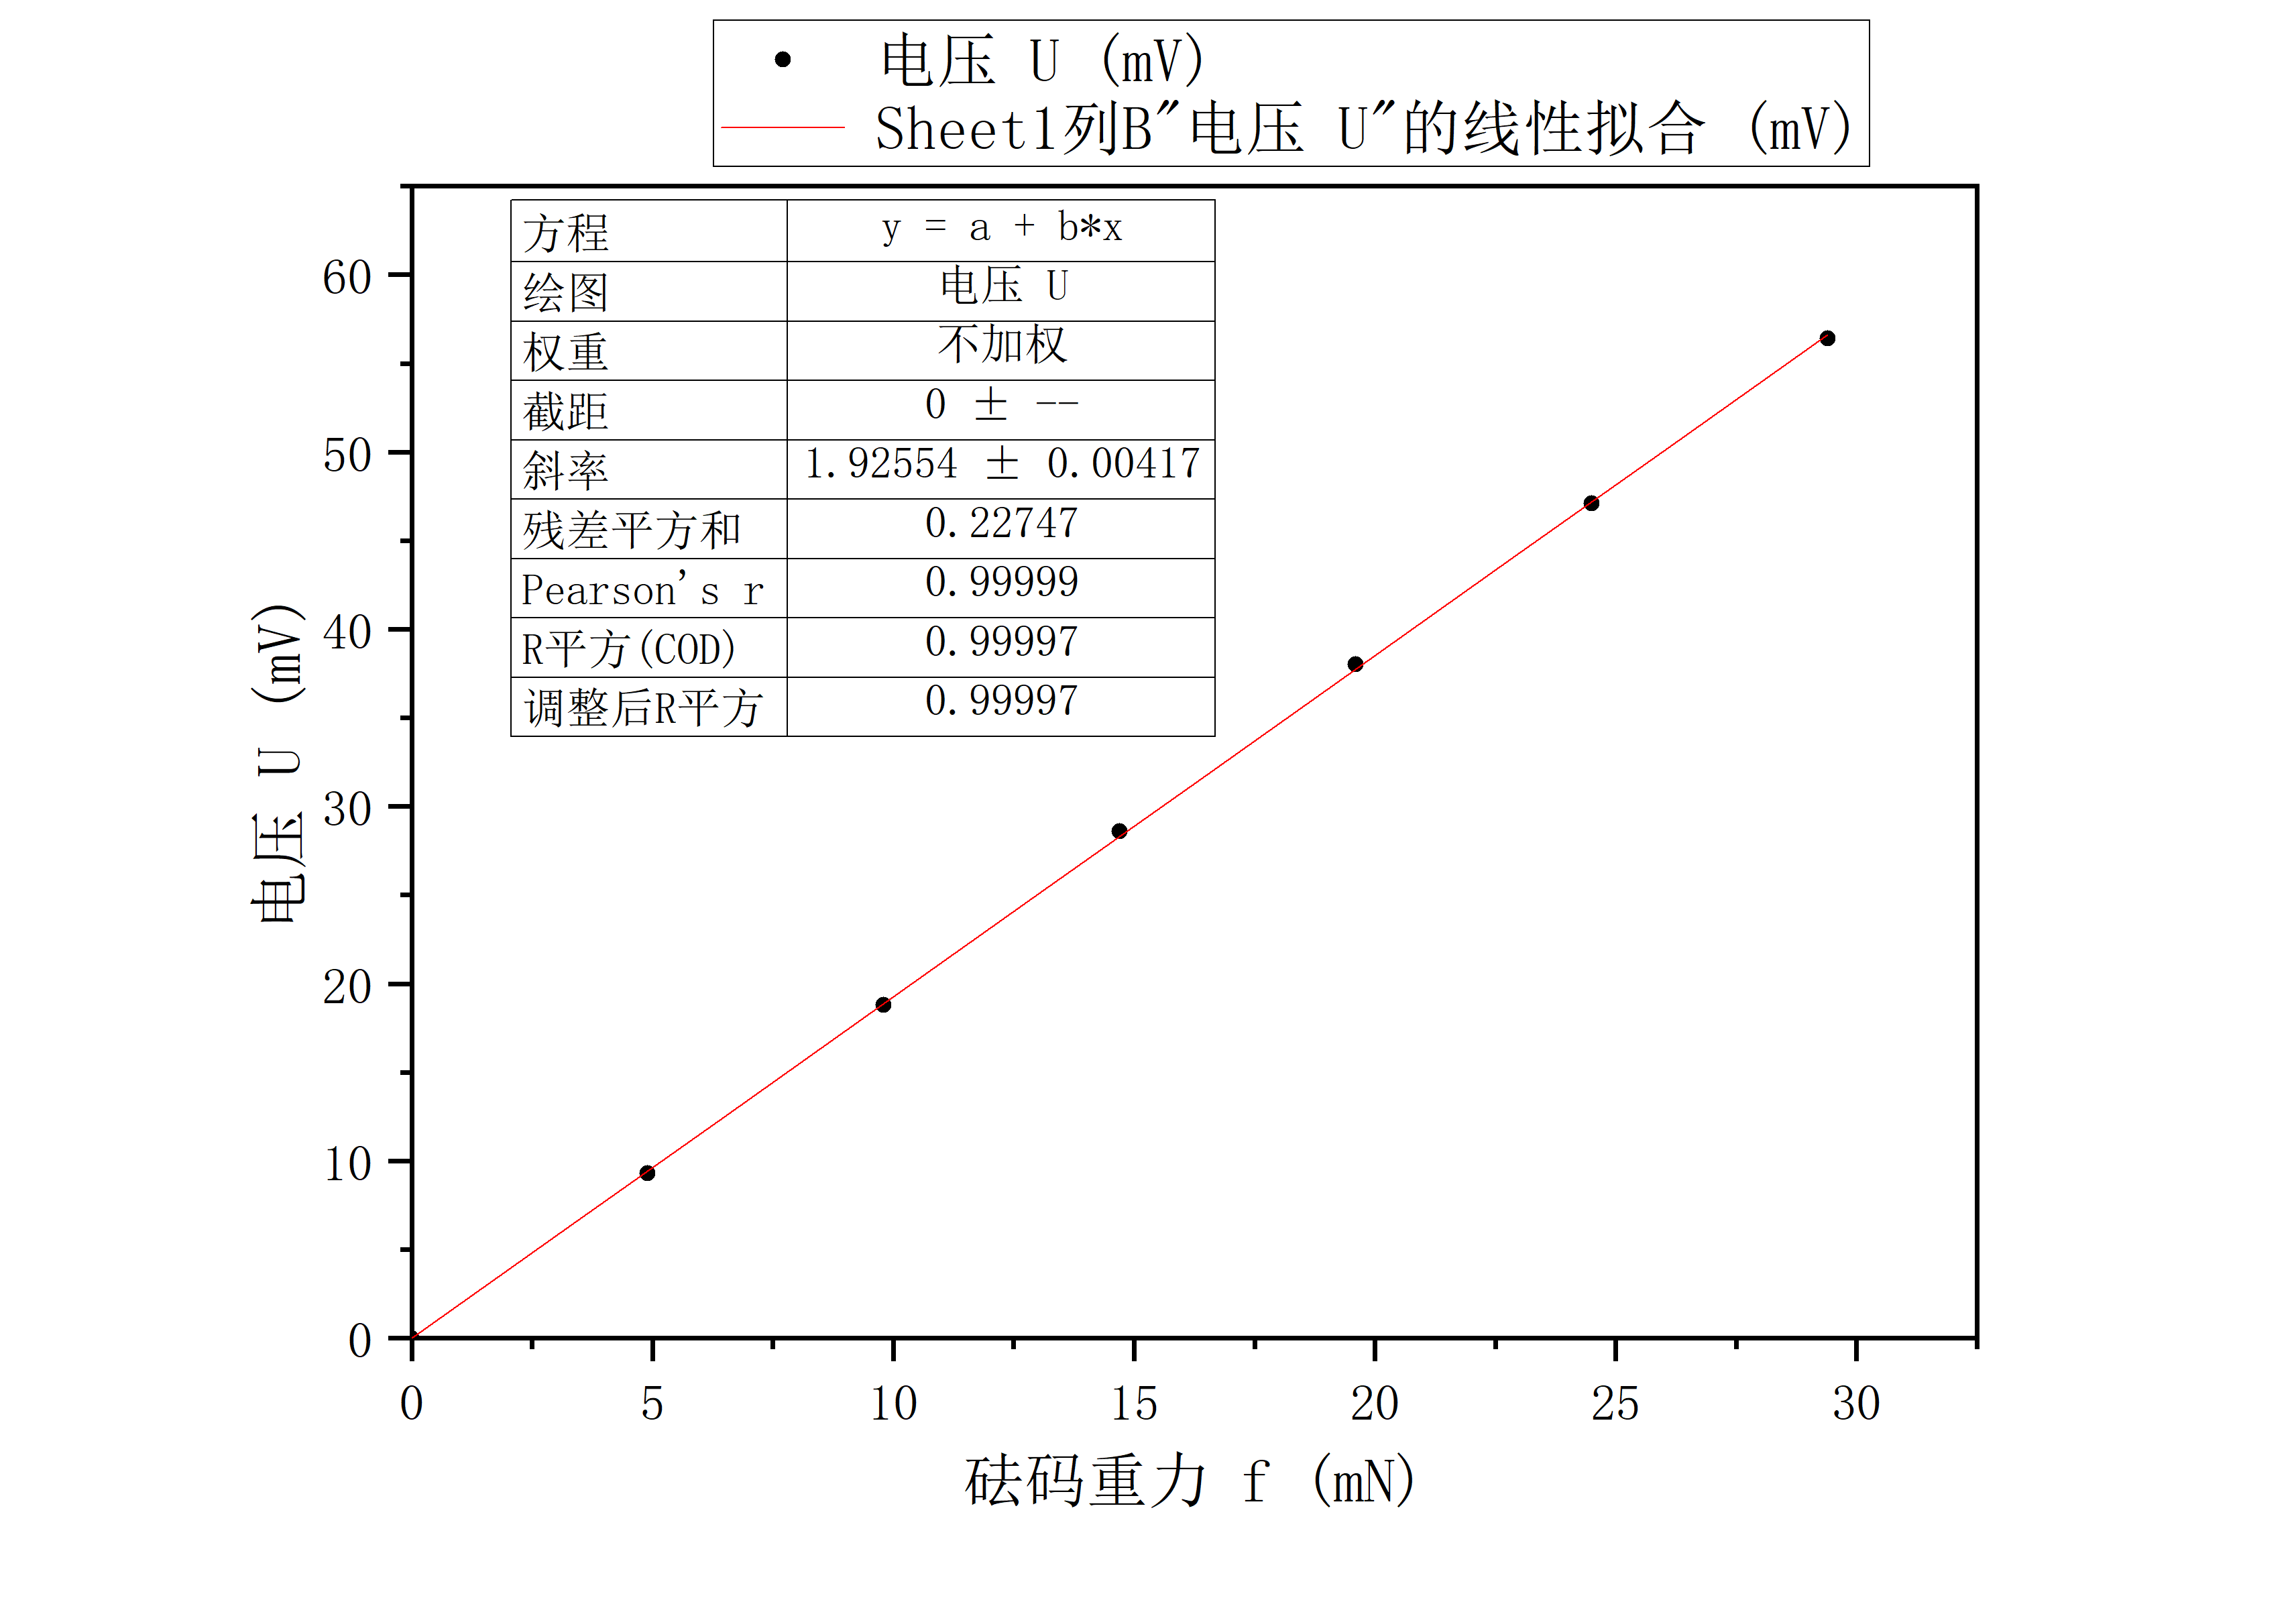 电压 U (mV)
Sheet1列B"电压 U"的线性拟合 (mV)
方程 y = a + b*x
绘图 电压 U
权重 不加权
截距 0 ± --
斜率 1.92554 ± 0.00417
残差平方和 0.22747
Pearson's r 0.99999
R平方(COD) 0.99997
调整后R平方 0.99997
60
50
40
30
20
10
0
电压 U (mV)
0 5 10 15 20 25 30
砝码重力 f (mN)